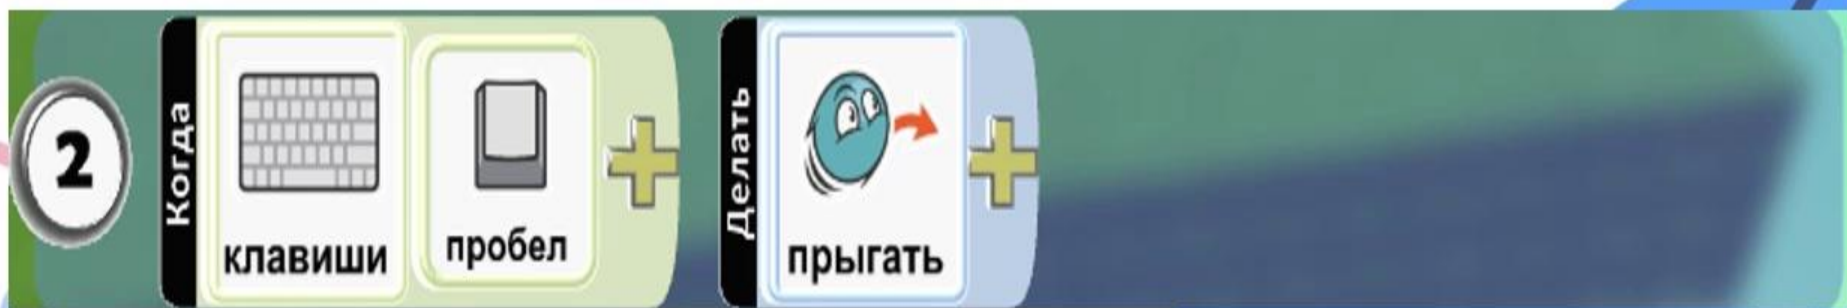 2
Когда
клавиши
пробел
Делать
прыгать